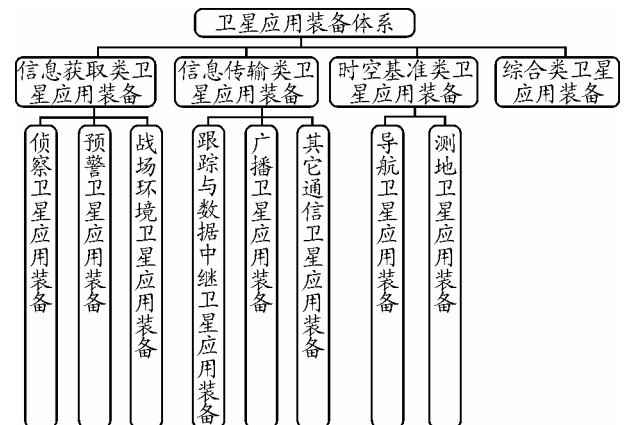 卫星应用装备体系
信息获取类卫
星应用装备
信息传输类卫
星应用装备
时空基准类卫
星应用装备
综合类卫星
应用装备
侦察卫星应用装备
预警卫星应用装备
战场环境卫星应用装备
跟踪与数据中继卫星应用装备
广播卫星应用装备
其它通信卫星应用装备
导航卫星应用装备
测地卫星应用装备